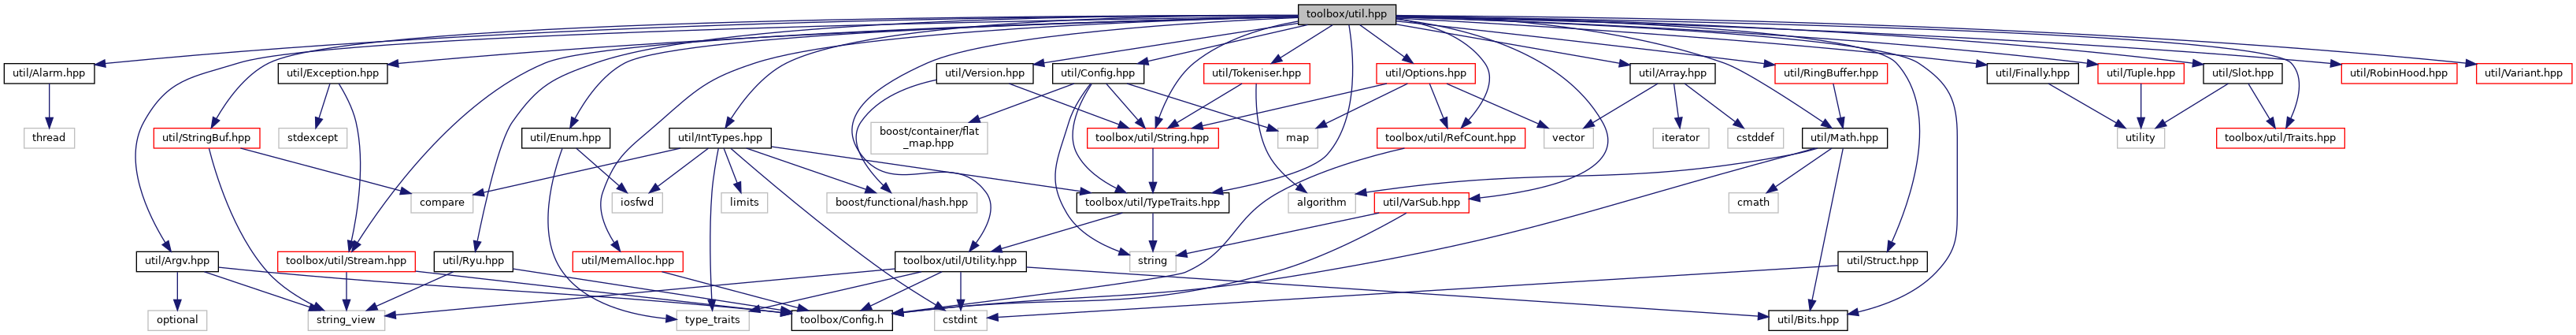 toolbox/util.hpp
util/Alarm.hpp
util/Exception.hpp
util/Version.hpp
util/Config.hpp
util/Tokeniser.hpp
util/Options.hpp
util/Array.hpp
util/RingBuffer.hpp
util/Finally.hpp
util/Tuple.hpp
util/Slot.hpp
util/RobinHood.hpp
util/Variant.hpp
thread
util/StringBuf.hpp
stdexcept
util/Enum.hpp
util/IntTypes.hpp
boost/container/flat
_map.hpp
toolbox/util/String.hpp
map
toolbox/util/RefCount.hpp
vector
iterator
cstddef
util/Math.hpp
utility
toolbox/util/Traits.hpp
compare
iosfwd
limits
boost/functional/hash.hpp
toolbox/util/TypeTraits.hpp
algorithm
util/VarSub.hpp
cmath
util/Argv.hpp
toolbox/util/Stream.hpp
util/Ryu.hpp
util/MemAlloc.hpp
toolbox/util/Utility.hpp
string
util/Struct.hpp
optional
string_view
type_traits
toolbox/Config.h
cstdint
util/Bits.hpp